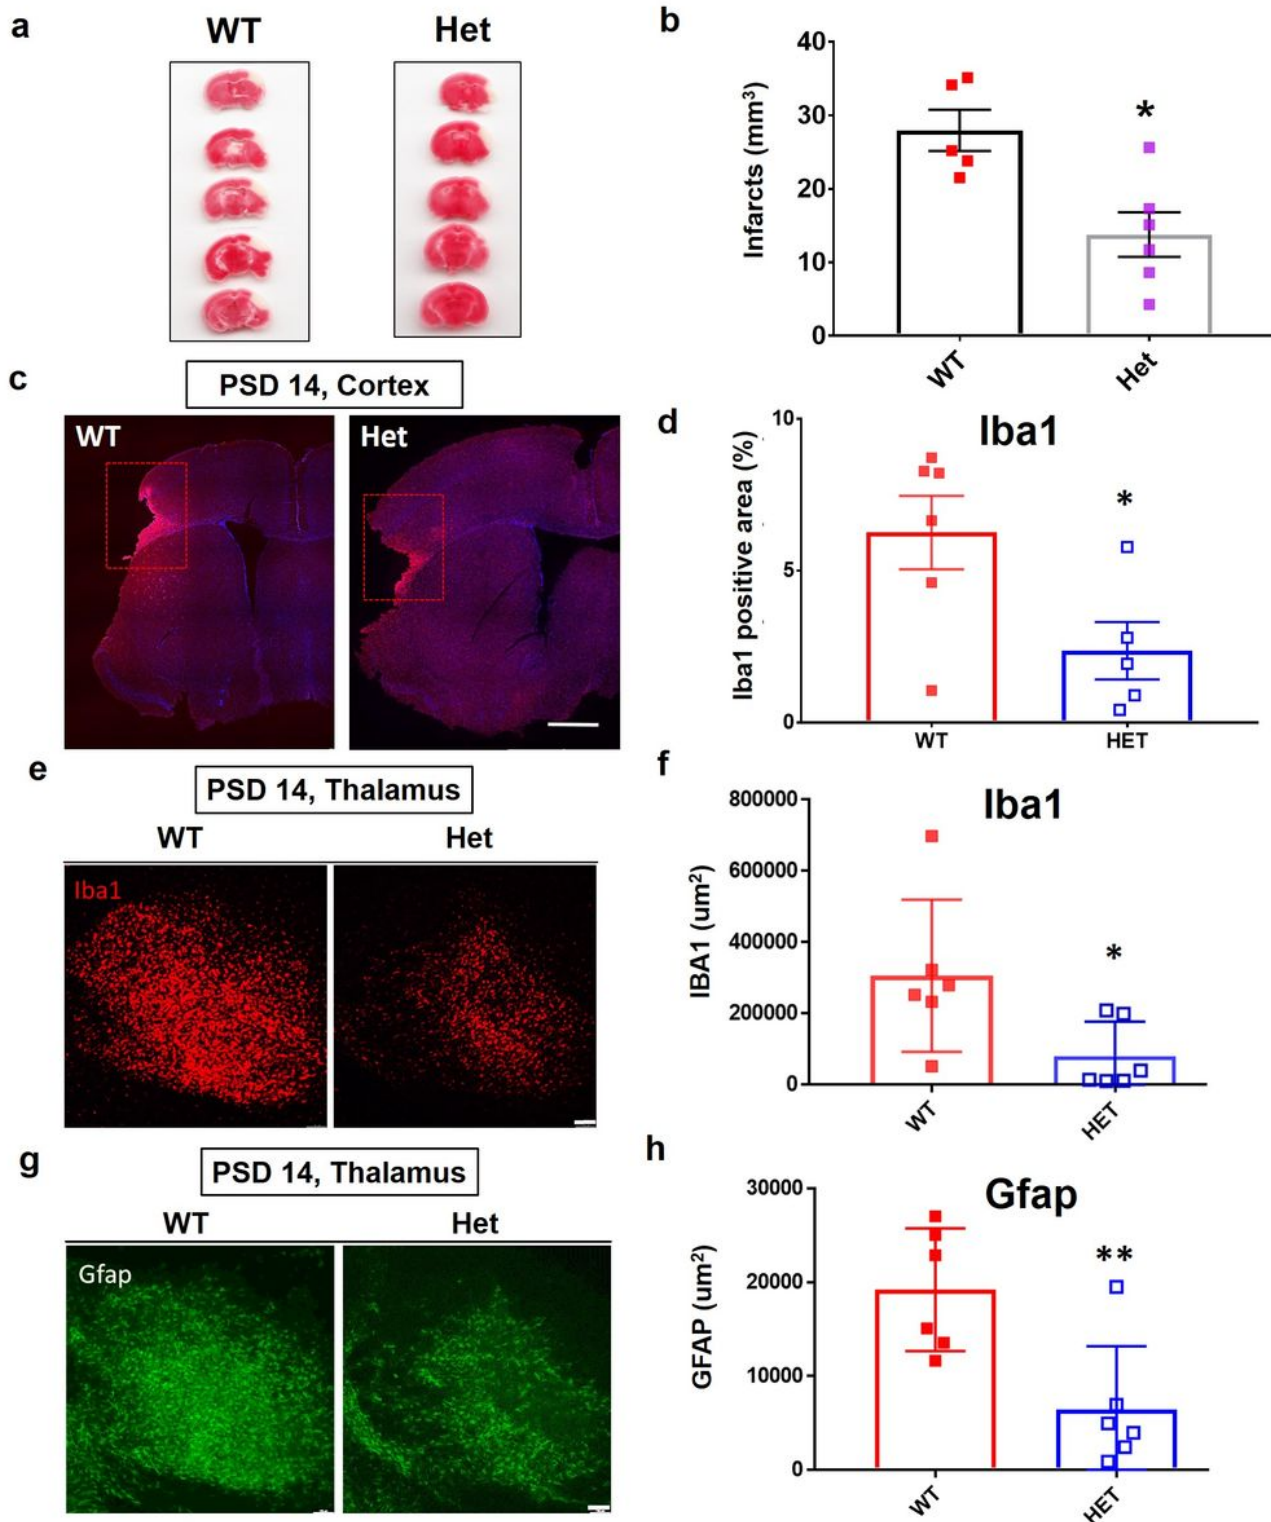 a
WT
Het
b
Infarcts (mm³)
40
30
20
10
0
*
WT
Het
c
PSD 14, Cortex
WT
Het
d
Iba1
Iba1 positive area (%)
10
5
0
*
WT
HET
e
PSD 14, Thalamus
WT
Het
Iba1
f
Iba1
IBA1 (um²)
800000
600000
400000
200000
0
*
WT
HET
g
PSD 14, Thalamus
WT
Het
Gfap
h
Gfap
GFAP (um²)
30000
20000
10000
0
**
WT
HET